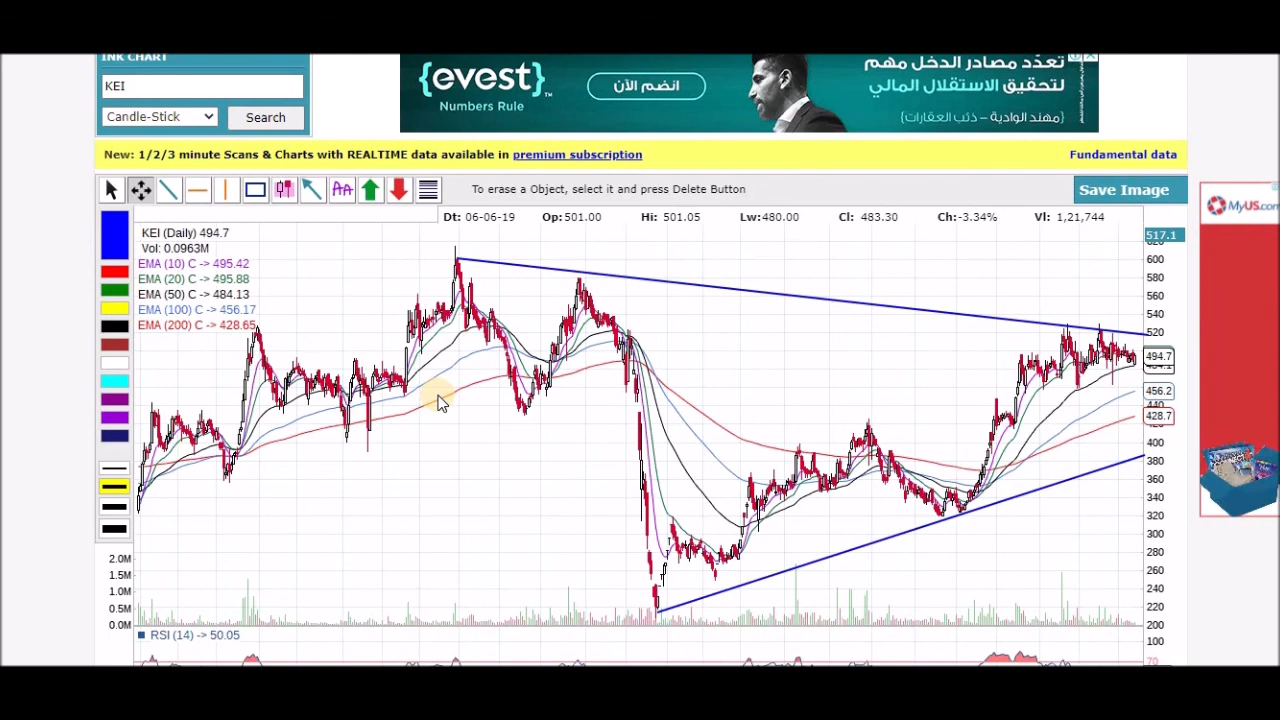 INK CHART
KEI
Candle-Stick
Search
{evest}
Numbers Rule
انضم الآن
تعدّد مصادر الدخل مهم
لتحقيق الاستقلال المالي
{مهند الوادية – ذئب العقارات}
New: 1/2/3 minute Scans & Charts with REALTIME data available in premium subscription
Fundamental data
To erase a Object, select it and press Delete Button
Save Image
MyUS.com
Dt: 06-06-19 Op:501.00 Hi: 501.05 Lw:480.00 Cl: 483.30 Ch:-3.34% Vl: 1,21,744
KEI (Daily) 494.7
Vol: 0.0963M
EMA (10) C -> 495.42
EMA (20) C -> 495.88
EMA (50) C -> 484.13
EMA (100) C -> 456.17
EMA (200) C -> 428.65
517.1
620
600
580
560
540
520
494.7
484.1
456.2
440
428.7
420
400
380
360
340
320
300
280
260
240
220
200
2.0M
1.5M
1.0M
0.5M
0.0M
RSI (14) -> 50.05
100
70